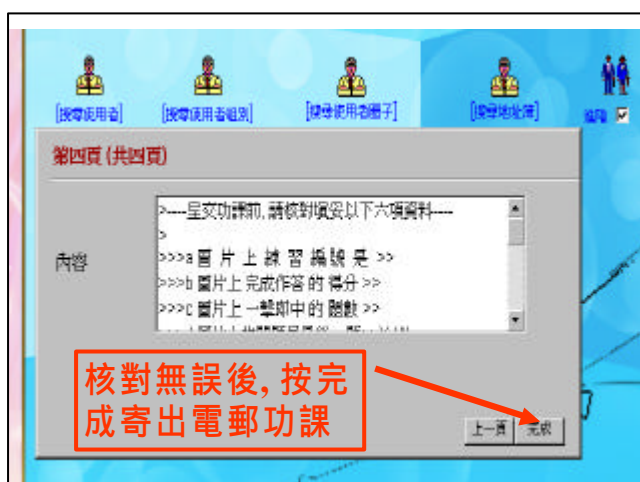 [搜尋使用者] [搜尋使用者組別] [搜尋使用者圈子] [搜尋地址簿] 進階
第四頁 (共四頁)
>----呈交功課前, 請核對填妥以下六項資料----
>
內容
>>>a 圖 片 上 練 習 編 號 是 >>
>>>b 圖片上 完成作答 的 得分 >>
>>>c 圖片上 一擊即中 的 題數 >>
核對無誤後, 按完
成寄出電郵功課
上一頁 完成